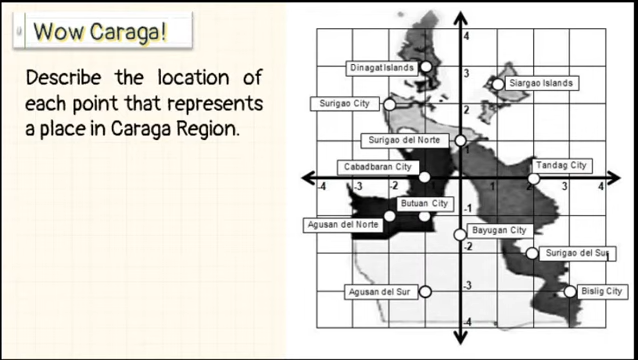 Wow Caraga!
Describe the location of
each point that represents
a place in Caraga Region.
4
Dinagat Islands
3
Siargao Islands
Surigao City
2
Surigao del Norte
1
Cabadbaran City
Tandag City
-4 -3 -2 1 2 3 4
Butuan City
-1
Agusan del Norte
Bayugan City
-2
Surigao del Sur
Agusan del Sur
-3
Bislig City
-4